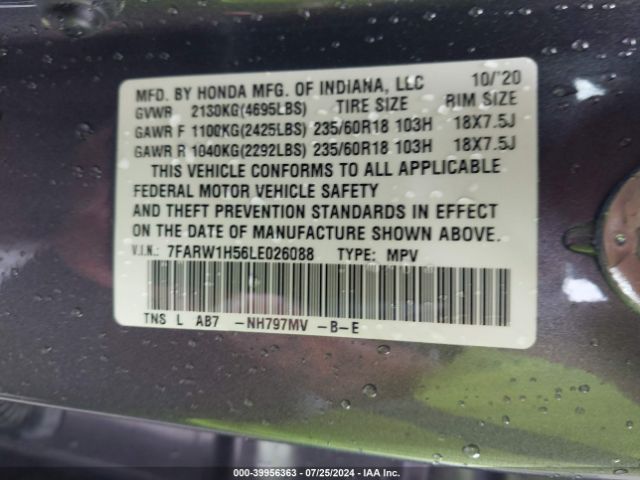 MFD. BY HONDA MFG. OF INDIANA, LLC 10/'20
GVWR 2130KG(4695LBS) TIRE SIZE RIM SIZE
GAWR F 1100KG(2425LBS) 235/60R18 103H 18X7.5J
GAWR R 1040KG(2292LBS) 235/60R18 103H 18X7.5J
THIS VEHICLE CONFORMS TO ALL APPLICABLE
FEDERAL MOTOR VEHICLE SAFETY
AND THEFT PREVENTION STANDARDS IN EFFECT
ON THE DATE OF MANUFACTURE SHOWN ABOVE.
V.I.N.: 7FARW1H56LE026088 TYPE: MPV
TNS L AB7 -NH797MV -B-E
000-39956363 | 07/25/2024 | IAA Inc.